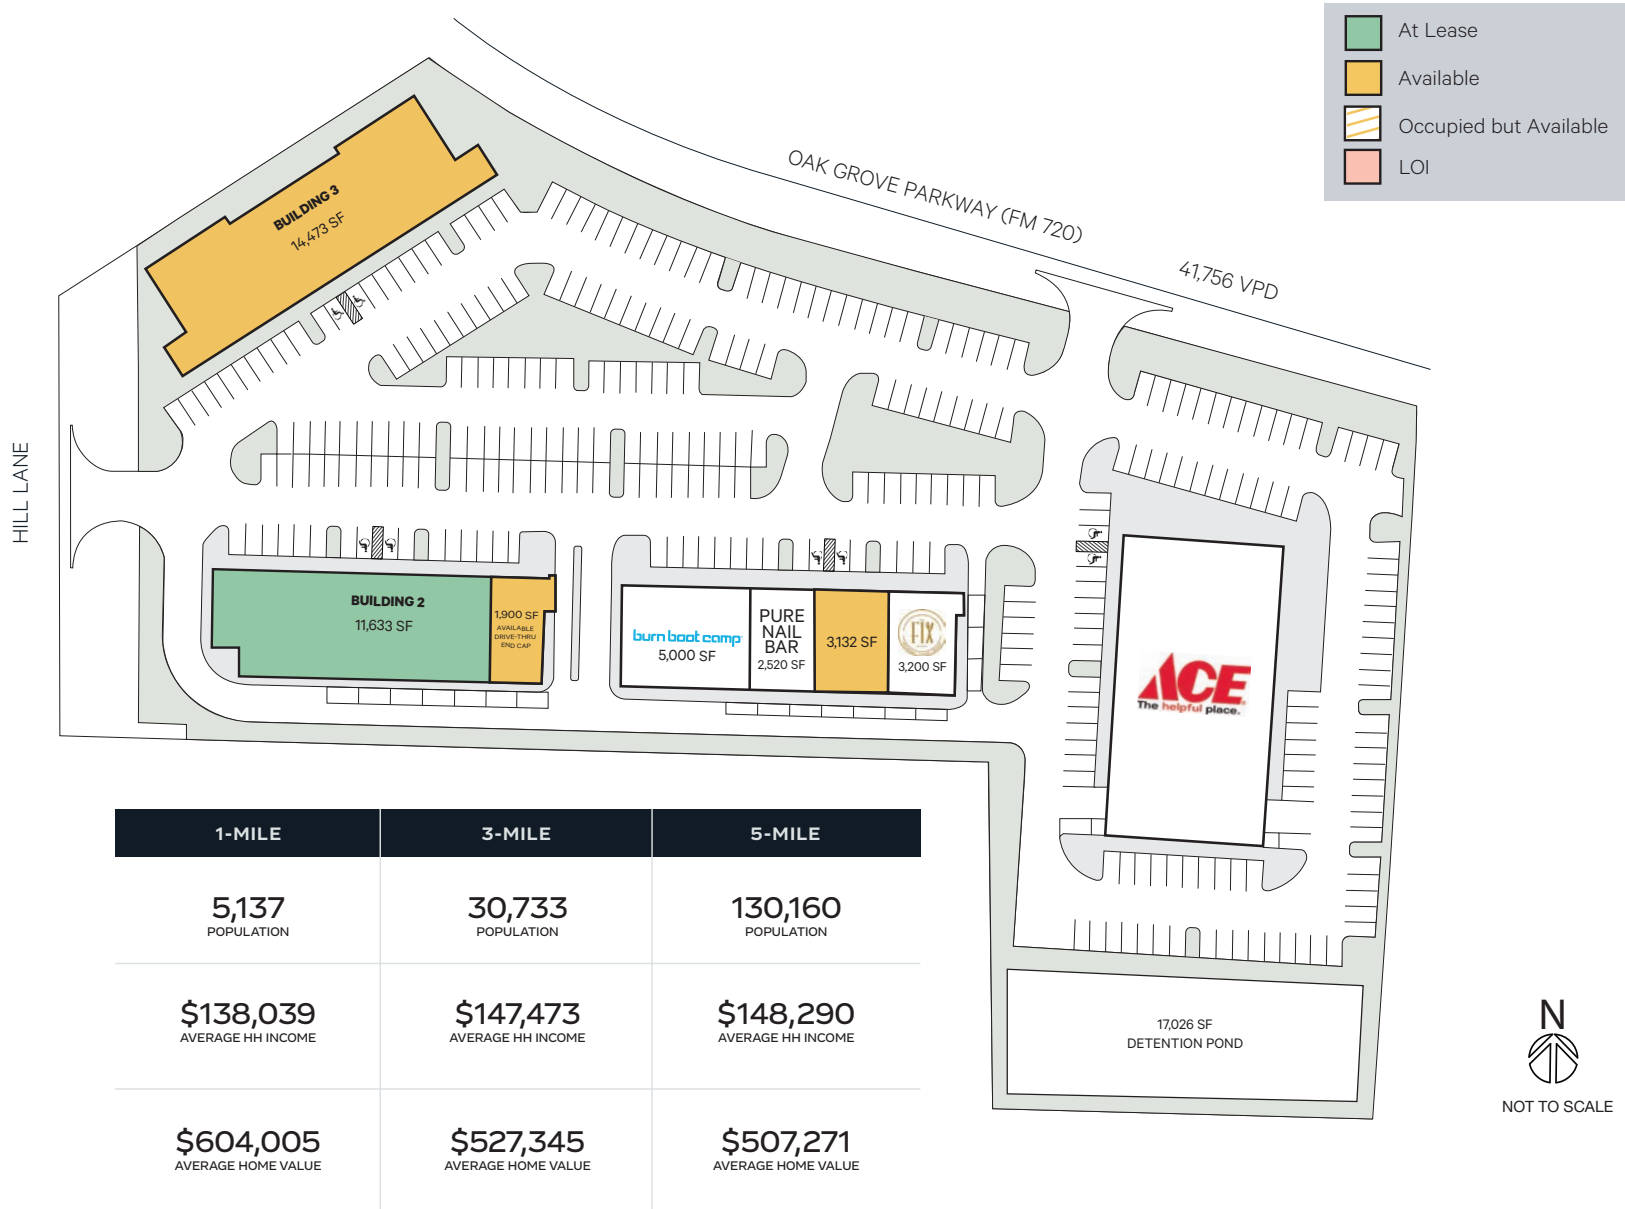 At Lease
Available
Occupied but Available
LOI
OAK GROVE PARKWAY (FM 720)
41,756 VPD
HILL LANE
BUILDING 3
14,473 SF
BUILDING 2
11,633 SF
1,900 SF
AVAILABLE
DRIVE-THRU
END CAP
burn boot camp
5,000 SF
PURE
NAIL
BAR
2,520 SF
3,132 SF
FIX
3,200 SF
ACE
The helpful place.
1-MILE 3-MILE 5-MILE
5,137 30,733 130,160
POPULATION POPULATION POPULATION
$138,039 $147,473 $148,290
AVERAGE HH INCOME AVERAGE HH INCOME AVERAGE HH INCOME
$604,005 $527,345 $507,271
AVERAGE HOME VALUE AVERAGE HOME VALUE AVERAGE HOME VALUE
17,026 SF
DETENTION POND
N
NOT TO SCALE